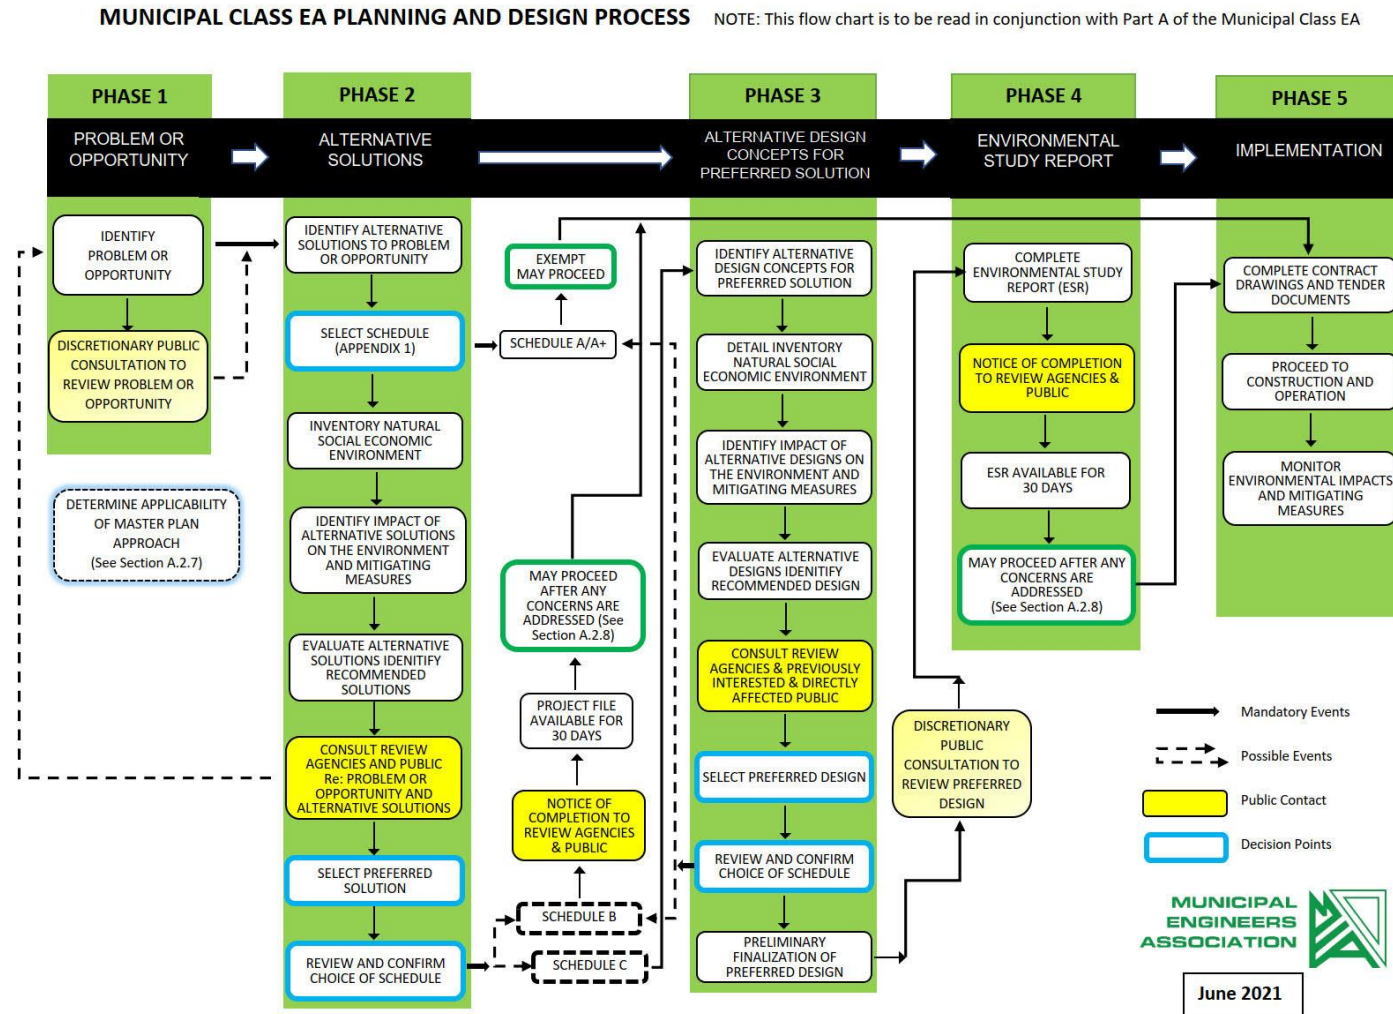 MUNICIPAL CLASS EA PLANNING AND DESIGN PROCESS
NOTE: This flow chart is to be read in conjunction with Part A of the Municipal Class EA
PHASE 1
PROBLEM OR
OPPORTUNITY
IDENTIFY
PROBLEM OR
OPPORTUNITY
DISCRETIONARY PUBLIC
CONSULTATION TO
REVIEW PROBLEM OR
OPPORTUNITY
DETERMINE APPLICABILITY
OF MASTER PLAN
APPROACH
(See Section A.2.7)
PHASE 2
ALTERNATIVE
SOLUTIONS
IDENTIFY ALTERNATIVE
SOLUTIONS TO PROBLEM
OR OPPORTUNITY
SELECT SCHEDULE
(APPENDIX 1)
INVENTORY NATURAL
SOCIAL ECONOMIC
ENVIRONMENT
IDENTIFY IMPACT OF
ALTERNATIVE SOLUTIONS
ON THE ENVIRONMENT
AND MITIGATING
MEASURES
EVALUATE ALTERNATIVE
SOLUTIONS IDENITIFY
RECOMMENDED
SOLUTIONS
CONSULT REVIEW
AGENCIES AND PUBLIC
Re: PROBLEM OR
OPPORTUNITY AND
ALTERNATIVE SOLUTIONS
SELECT PREFERRED
SOLUTION
REVIEW AND CONFIRM
CHOICE OF SCHEDULE
EXEMPT
MAY PROCEED
SCHEDULE A/A+
MAY PROCEED
AFTER ANY
CONCERNS ARE
ADDRESSED (See
Section A.2.8)
PROJECT FILE
AVAILABLE FOR
30 DAYS
NOTICE OF
COMPLETION TO
REVIEW AGENCIES
& PUBLIC
SCHEDULE B
SCHEDULE C
PHASE 3
ALTERNATIVE DESIGN
CONCEPTS FOR
PREFERRED SOLUTION
IDENTIFY ALTERNATIVE
DESIGN CONCEPTS FOR
PREFERRED SOLUTION
DETAIL INVENTORY
NATURAL SOCIAL
ECONOMIC ENVIRONMENT
IDENTIFY IMPACT OF
ALTERNATIVE DESIGNS ON
THE ENVIRONMENT AND
MITIGATING MEASURES
EVALUATE ALTERNATIVE
DESIGNS IDENITIFY
RECOMMENDED DESIGN
CONSULT REVIEW
AGENCIES & PREVIOUSLY
INTERESTED & DIRECTLY
AFFECTED PUBLIC
SELECT PREFERRED DESIGN
REVIEW AND CONFIRM
CHOICE OF SCHEDULE
PRELIMINARY
FINALIZATION OF
PREFERRED DESIGN
DISCRETIONARY
PUBLIC
CONSULTATION TO
REVIEW PREFERRED
DESIGN
PHASE 4
ENVIRONMENTAL
STUDY REPORT
COMPLETE
ENVIRONMENTAL STUDY
REPORT (ESR)
NOTICE OF COMPLETION
TO REVIEW AGENCIES &
PUBLIC
ESR AVAILABLE FOR
30 DAYS
MAY PROCEED AFTER ANY
CONCERNS ARE
ADDRESSED
(See Section A.2.8)
PHASE 5
IMPLEMENTATION
COMPLETE CONTRACT
DRAWINGS AND TENDER
DOCUMENTS
PROCEED TO
CONSTRUCTION AND
OPERATION
MONITOR
ENVIRONMENTAL IMPACTS
AND MITIGATING
MEASURES
Mandatory Events
Possible Events
Public Contact
Decision Points
MUNICIPAL
ENGINEERS
ASSOCIATION
June 2021